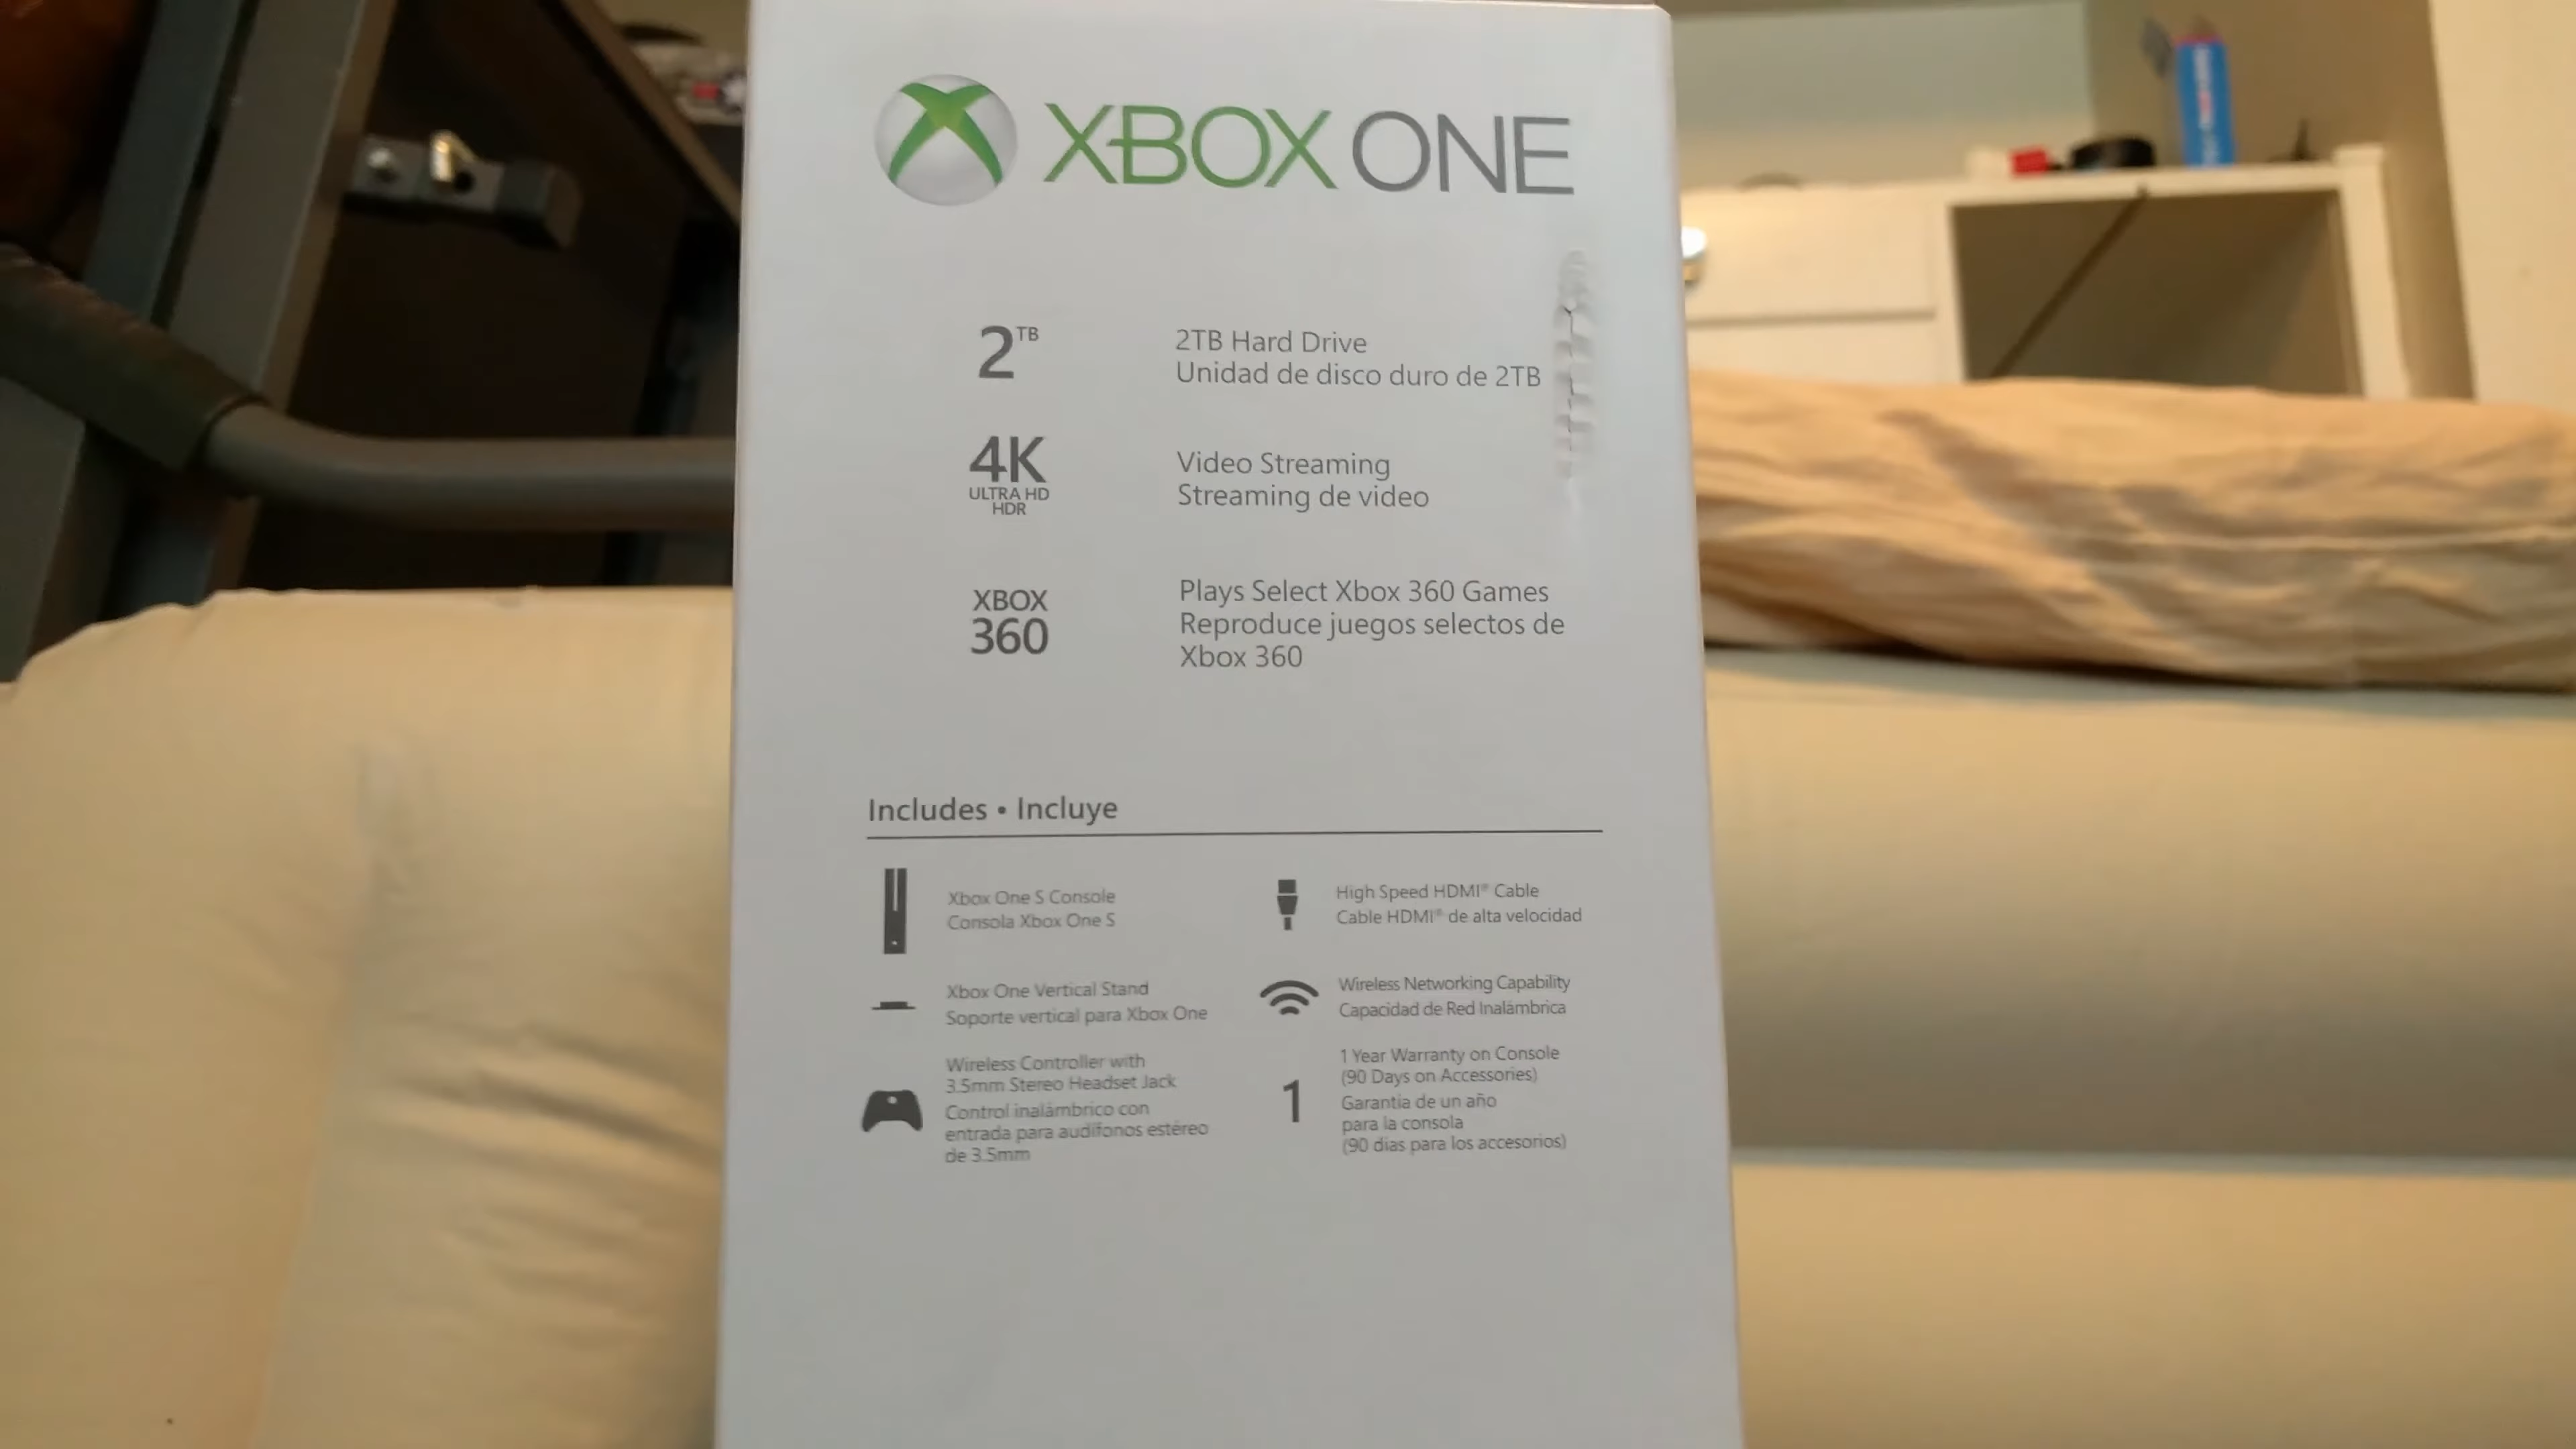 XBOX ONE
2TB
2TB Hard Drive
Unidad de disco duro de 2TB
4K
ULTRA HD
HDR
Video Streaming
Streaming de video
XBOX
360
Plays Select Xbox 360 Games
Reproduce juegos selectos de
Xbox 360
Includes • Incluye
Xbox One S Console
Consola Xbox One S
High Speed HDMI® Cable
Cable HDMI® de alta velocidad
Xbox One Vertical Stand
Soporte vertical para Xbox One
Wireless Networking Capability
Capacidad de Red Inalámbrica
Wireless Controller with
3.5mm Stereo Headset Jack
Control inalámbrico con
entrada para audífonos estéreo
de 3.5mm
1
1 Year Warranty on Console
(90 Days on Accessories)
Garantía de un año
para la consola
(90 días para los accesorios)